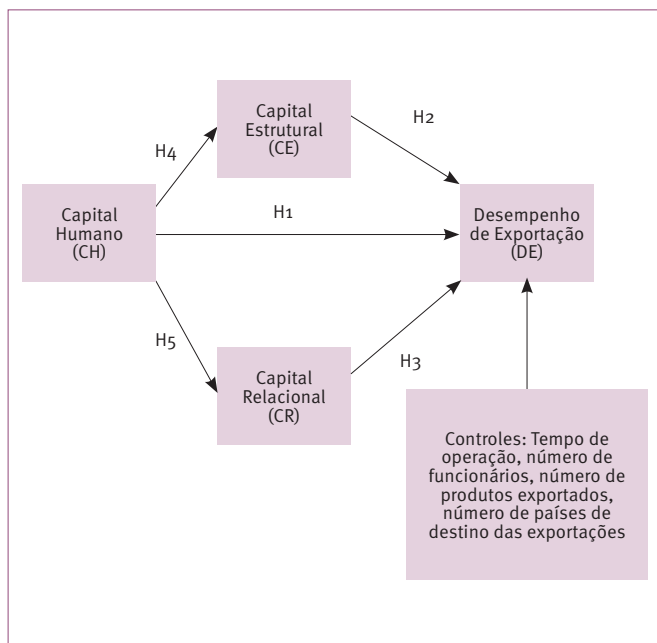 Capital
Estrutural
(CE)
H2
H4
H1
Capital
Humano
(CH)
Desempenho
de Exportação
(DE)
H5
H3
Capital
Relacional
(CR)
Controles: Tempo de
operação, número de
funcionários, número de
produtos exportados,
número de países de
destino das exportações